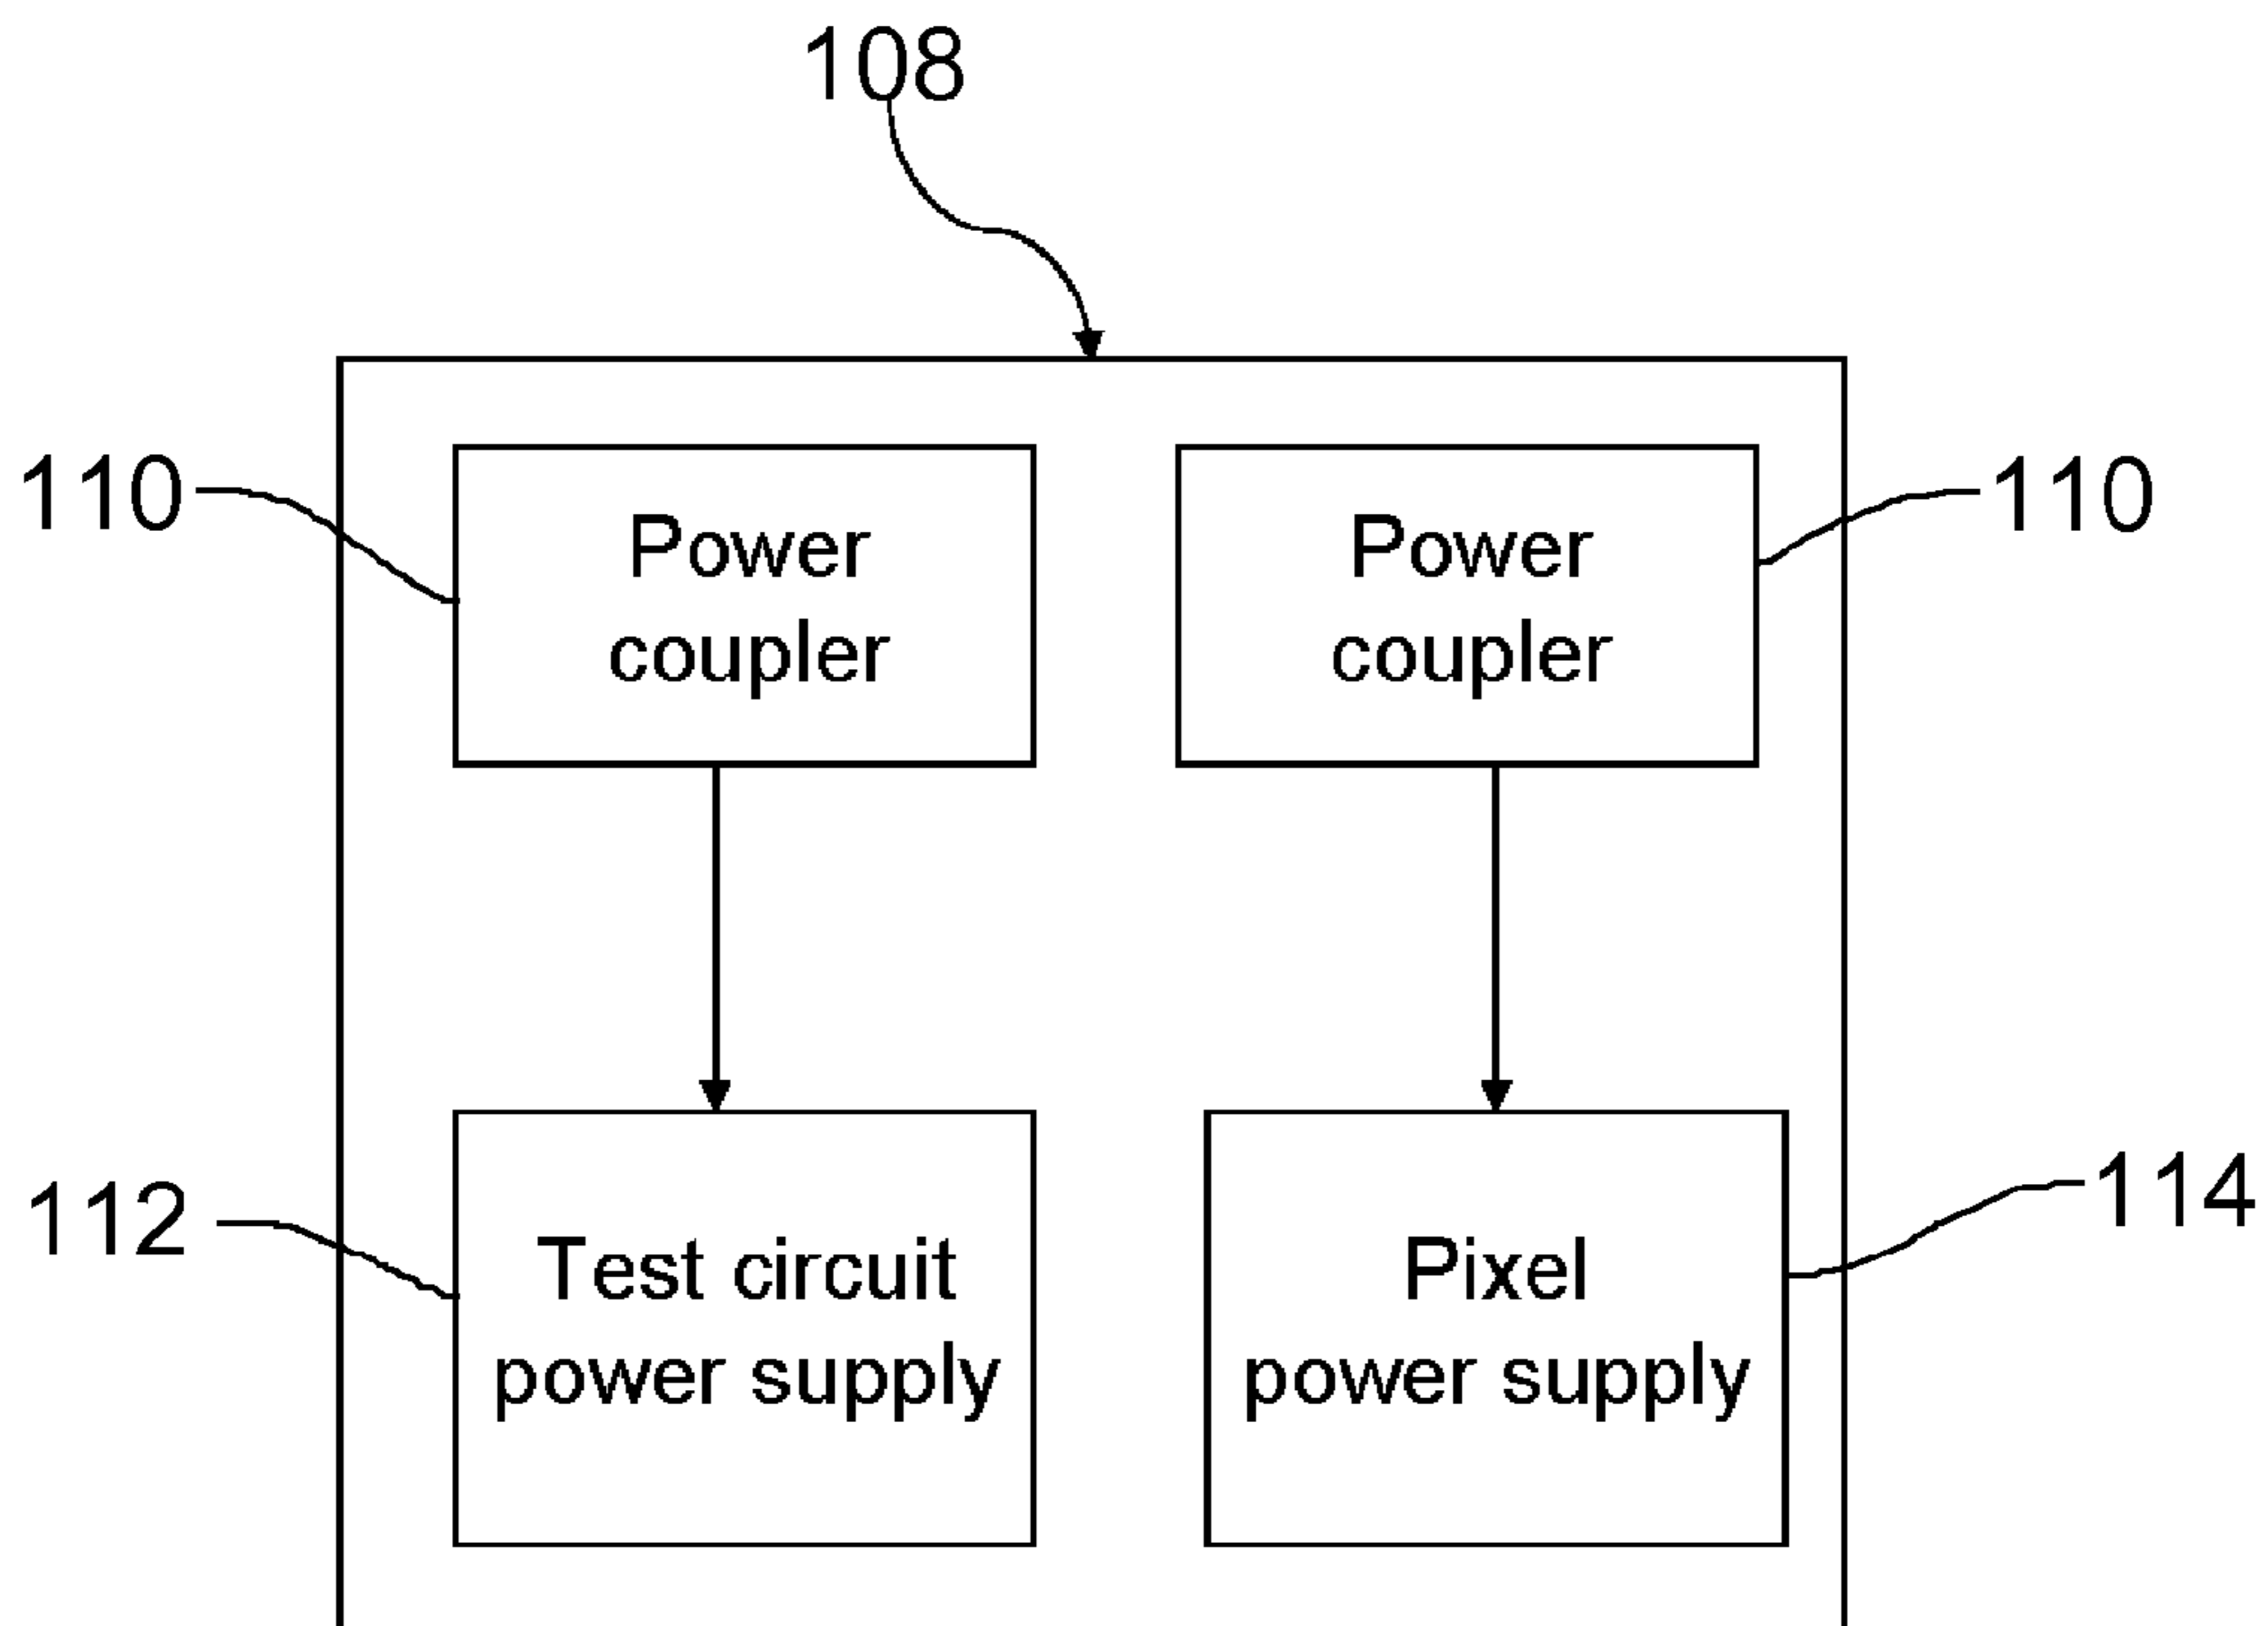 108
110
Power
coupler
Power
coupler
110
112
Test circuit
power supply
Pixel
power supply
114